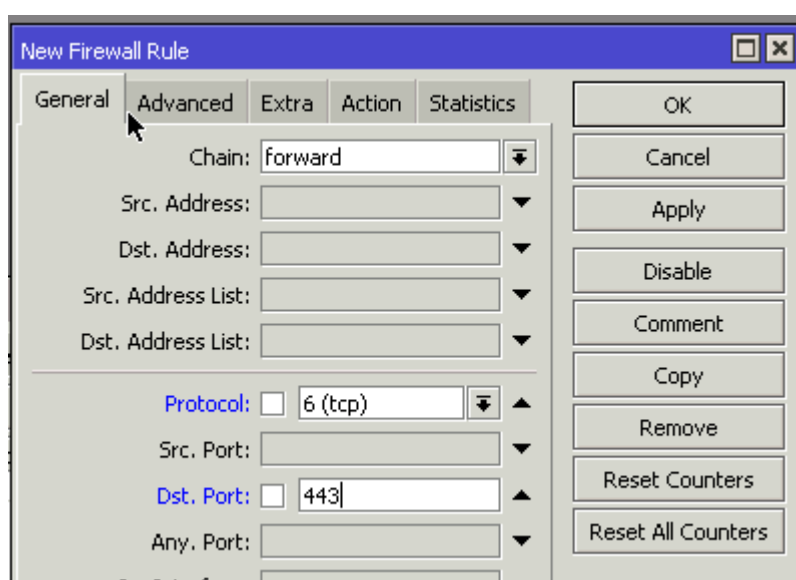 New Firewall Rule
General Advanced Extra Action Statistics
Chain: forward
Src. Address:
Dst. Address:
Src. Address List:
Dst. Address List:
Protocol: 6 (tcp)
Src. Port:
Dst. Port: 443
Any. Port:
OK
Cancel
Apply
Disable
Comment
Copy
Remove
Reset Counters
Reset All Counters